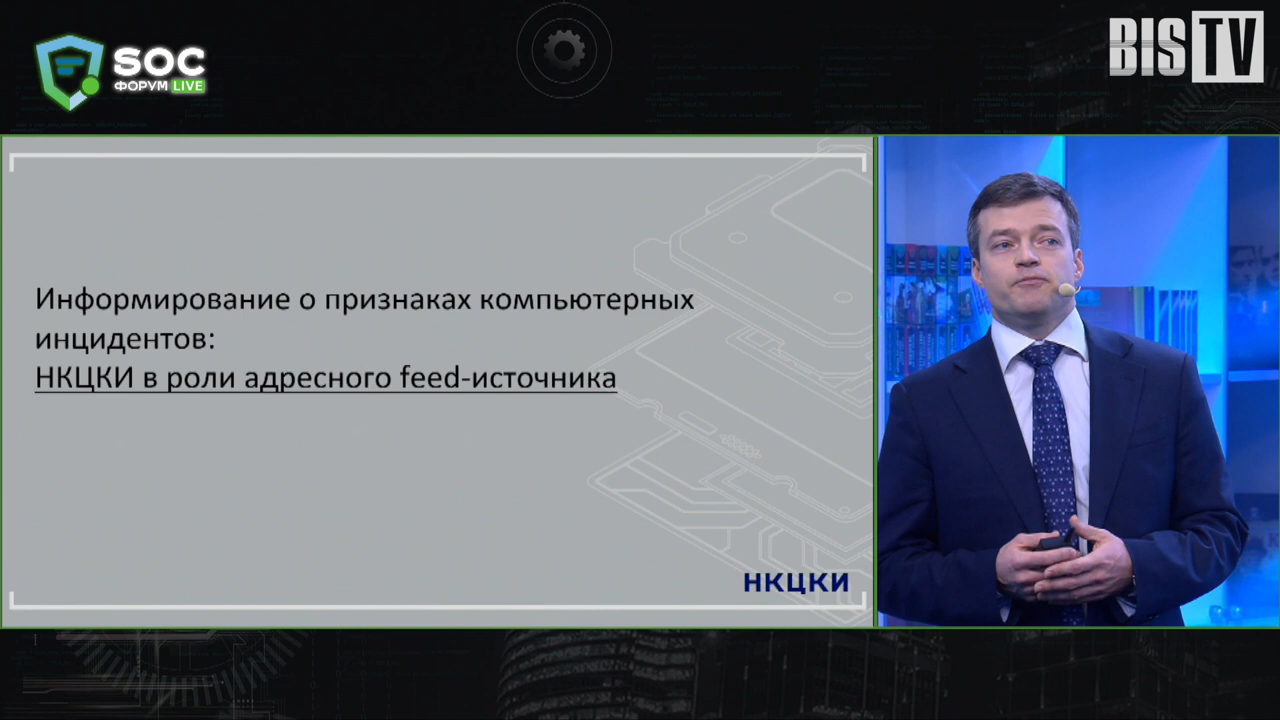 SOC
ФОРУМ LIVE
BIS TV
Информирование о признаках компьютерных
инцидентов:
НКЦКИ в роли адресного feed-источника
НКЦКИ